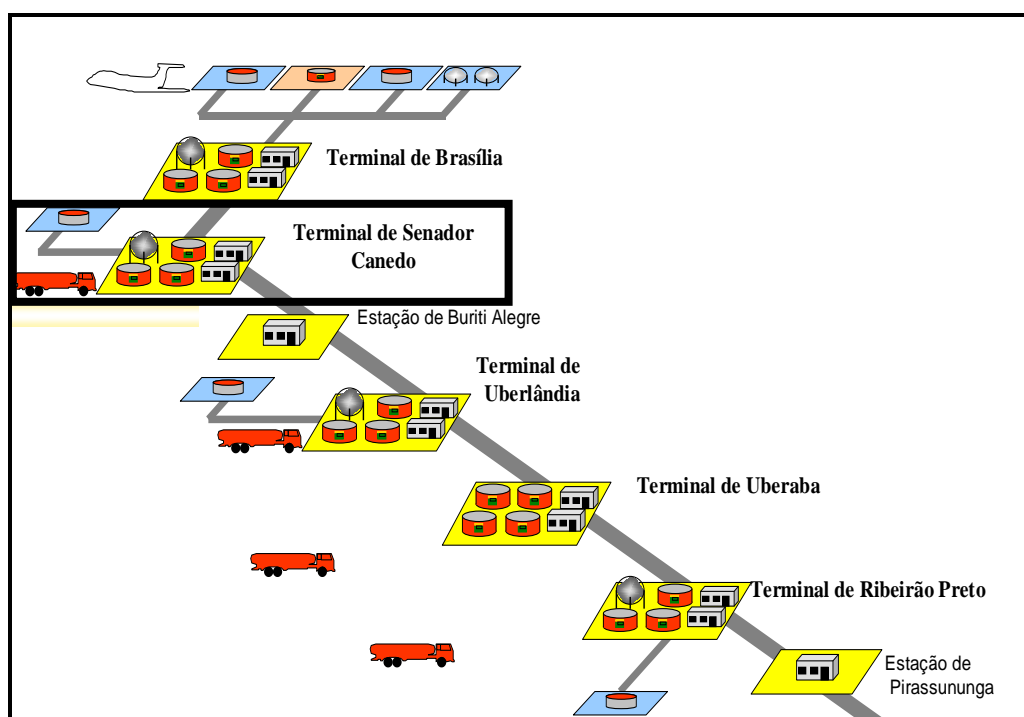 Terminal de Brasília
Terminal de Senador
Canedo
Estação de Buriti Alegre
Terminal de
Uberlândia
Terminal de Uberaba
Terminal de Ribeirão Preto
Estação de
Pirassununga